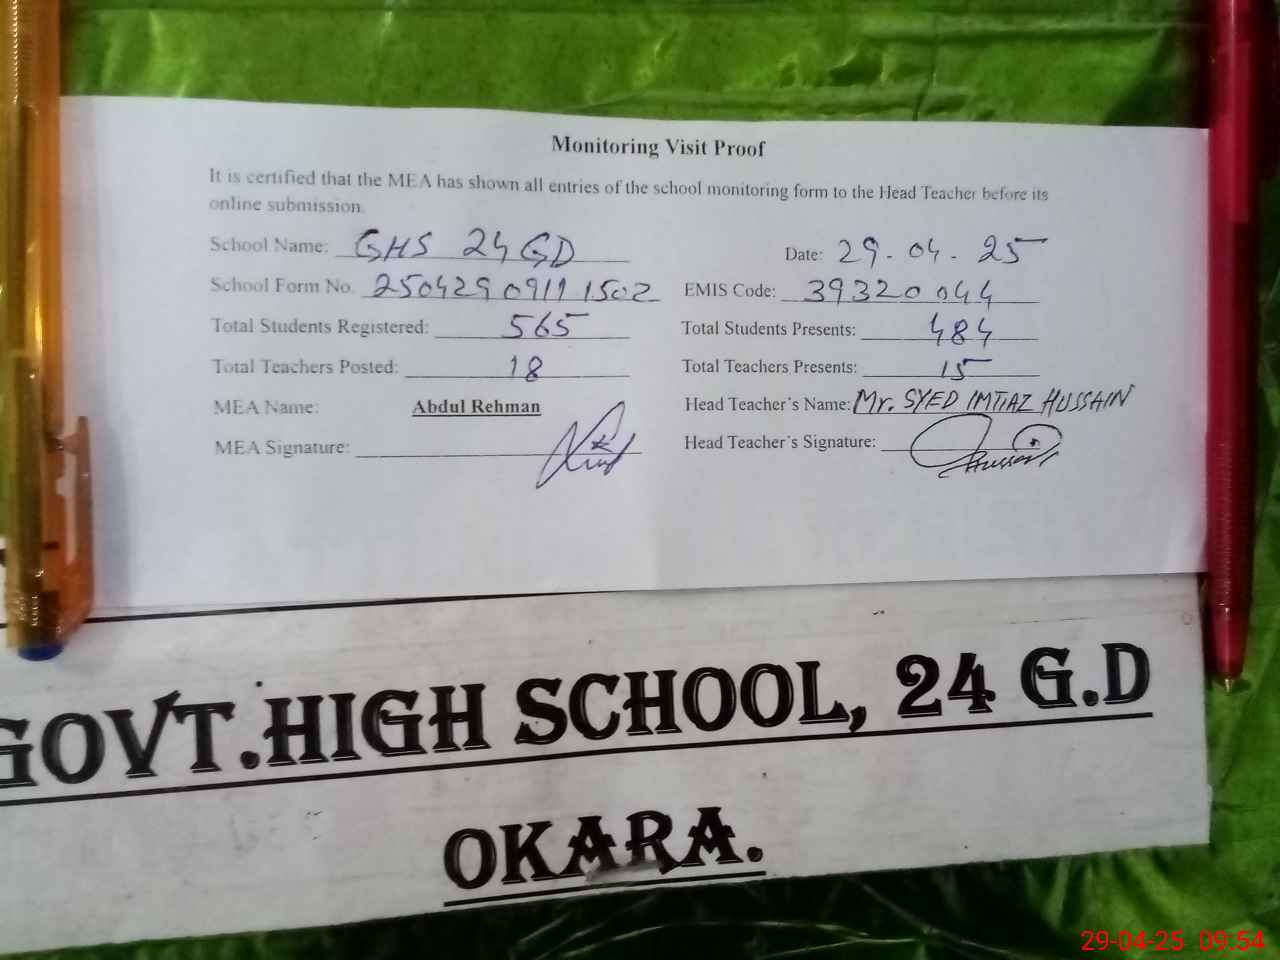 Monitoring Visit Proof
It is certified that the MEA has shown all entries of the school monitoring form to the Head Teacher before its
online submission.
School Name: GHS 24 GD Date: 29-04-25
School Form No. 25042909111502 EMIS Code: 39320044
Total Students Registered: 565 Total Students Presents: 484
Total Teachers Posted: 18 Total Teachers Presents: 15
MEA Name: Abdul Rehman Head Teacher's Name: Mr. SYED IMTIAZ HUSSAIN
MEA Signature: Head Teacher's Signature:
GOVT.HIGH SCHOOL, 24 G.D
OKARA.
29-04-25 09:54